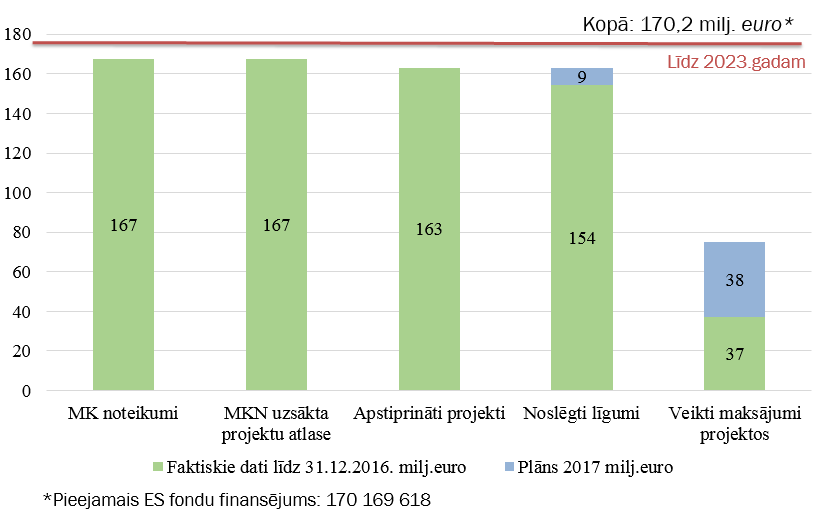 Kopā: 170,2 milj. euro*
Līdz 2023.gadam
180
160
140
120
100
80
60
40
20
0
167
167
163
9
154
38
37
MK noteikumi
MKN uzsākta
projektu atlase
Apstiprināti projekti
Noslēgti līgumi
Veikti maksājumi
projektos
Faktiskie dati līdz 31.12.2016. milj.euro
Plāns 2017 milj.euro
*Pieejamais ES fondu finansējums: 170 169 618